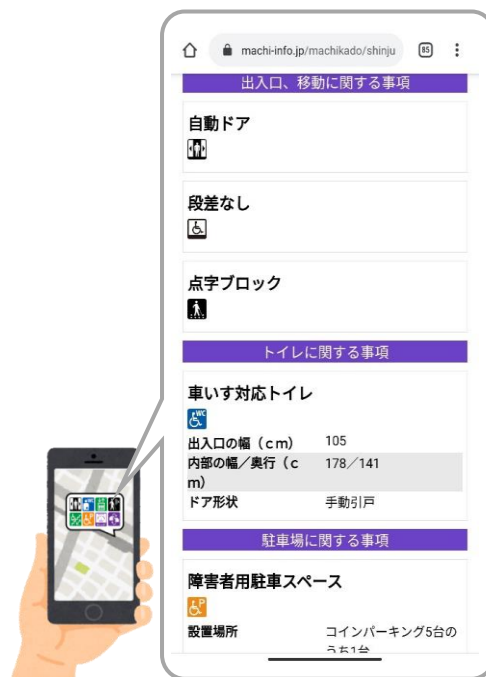 machi-info.jp/machikado/shinju
85
出入口、移動に関する事項
自動ドア
段差なし
点字ブロック
トイレに関する事項
車いす対応トイレ
WC
出入口の幅（ｃｍ） 105
内部の幅／奥行（ｃ 178／141
ｍ）
ドア形状 手動引戸
駐車場に関する事項
障害者用駐車スペース
P
設置場所 コインパーキング5台の
うち1台